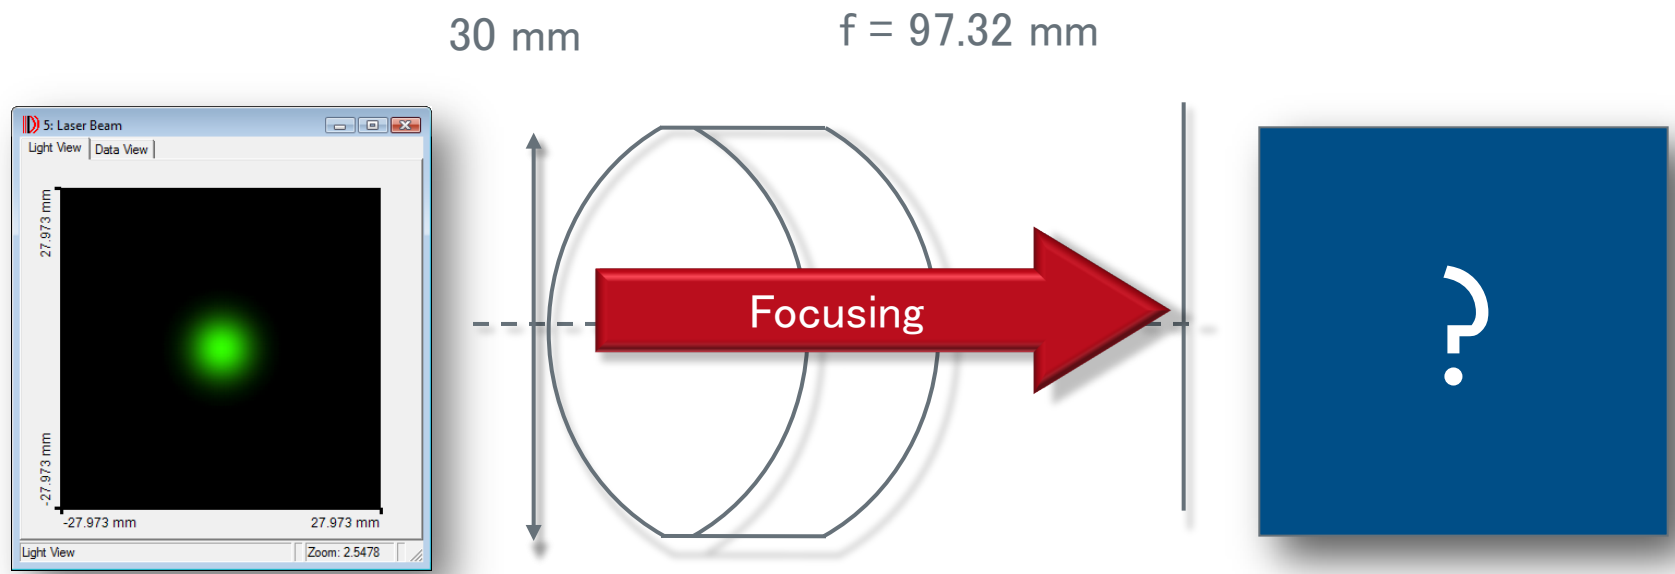 30 mm
f = 97.32 mm
5: Laser Beam
Light View
Data View
27.973 mm
-27.973 mm
-27.973 mm
27.973 mm
Light View
Zoom: 2.5478
Focusing
?